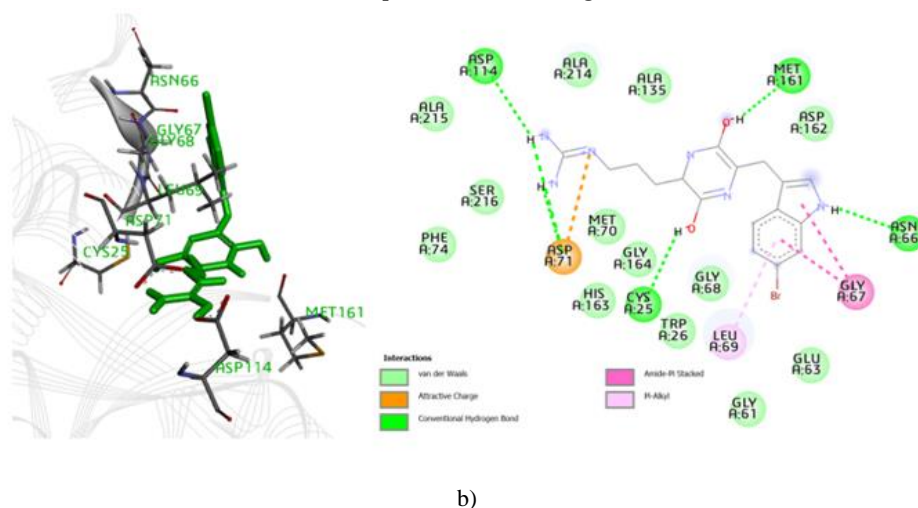 ASN66
GLY67
GLY68
LEU69
ASP71
CYS25
MET161
ASP114
ASP
A:114
ALA
A:214
ALA
A:135
MET
A:161
ALA
A:215
ASP
A:162
SER
A:216
PHE
A:74
MET
A:70
ASP
A:71
GLY
A:164
HIS
A:163
CYS
A:25
GLY
A:68
TRP
A:26
LEU
A:69
ASN
A:66
GLY
A:67
GLU
A:63
GLY
A:61
H
H
H
H
H
N
N
N
N
N
N
N
O
O
Br
Interactions
van der Waals
Attractive Charge
Conventional Hydrogen Bond
Amide-Pi Stacked
Pi-Alkyl
b)